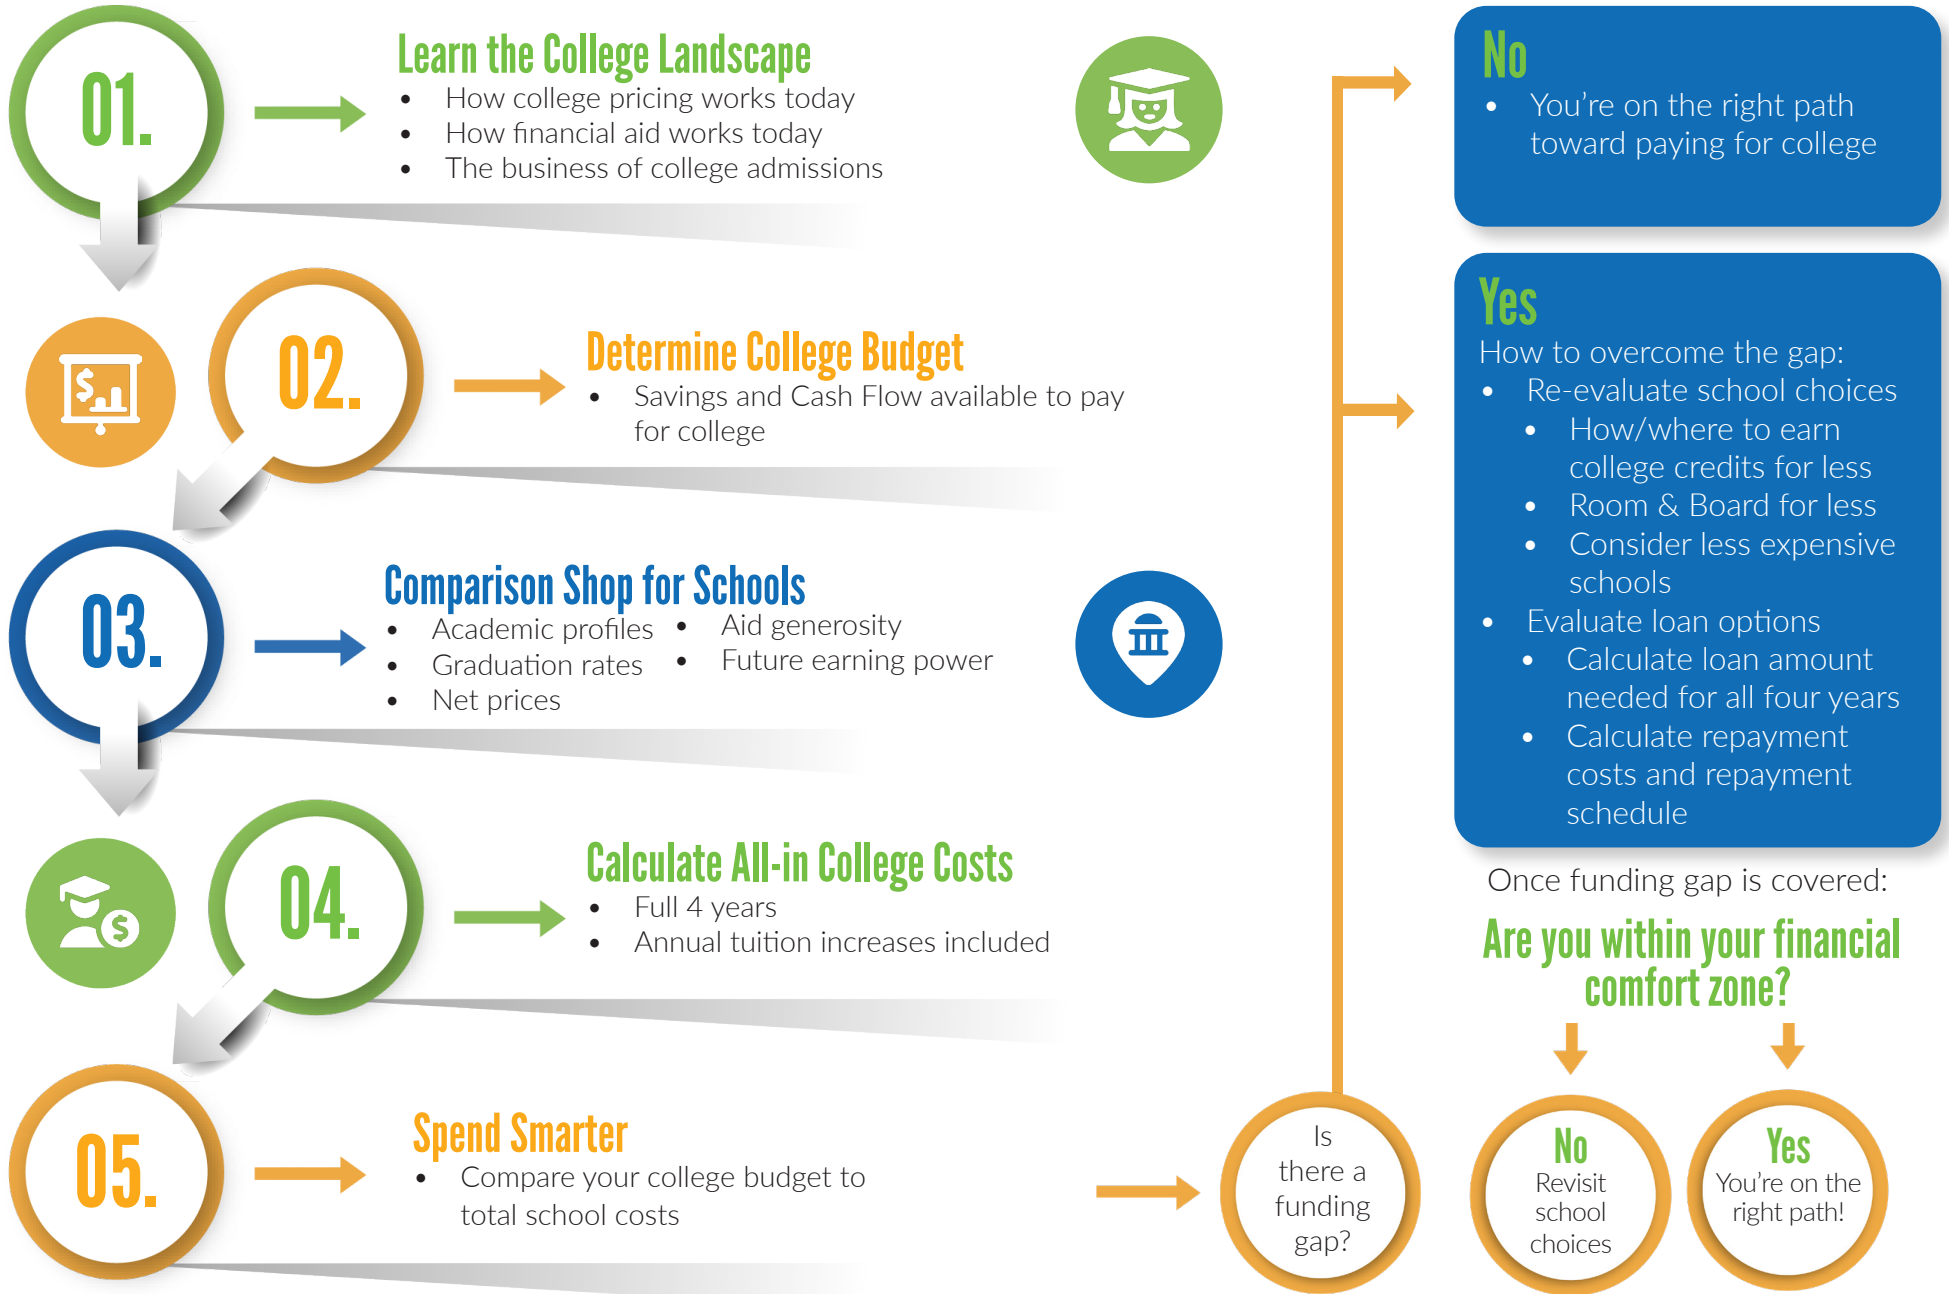 01.
Learn the College Landscape
• How college pricing works today
• How financial aid works today
• The business of college admissions
02.
Determine College Budget
• Savings and Cash Flow available to pay
for college
03.
Comparison Shop for Schools
• Academic profiles
• Graduation rates
• Net prices
• Aid generosity
• Future earning power
04.
Calculate All-in College Costs
• Full 4 years
• Annual tuition increases included
05.
Spend Smarter
• Compare your college budget to
total school costs
Is
there a
funding
gap?
No
• You’re on the right path
toward paying for college
Yes
How to overcome the gap:
• Re-evaluate school choices
• How/where to earn
college credits for less
• Room & Board for less
• Consider less expensive
schools
• Evaluate loan options
• Calculate loan amount
needed for all four years
• Calculate repayment
costs and repayment
schedule
Once funding gap is covered:
Are you within your financial
comfort zone?
No
Revisit
school
choices
Yes
You’re on the
right path!
$
$